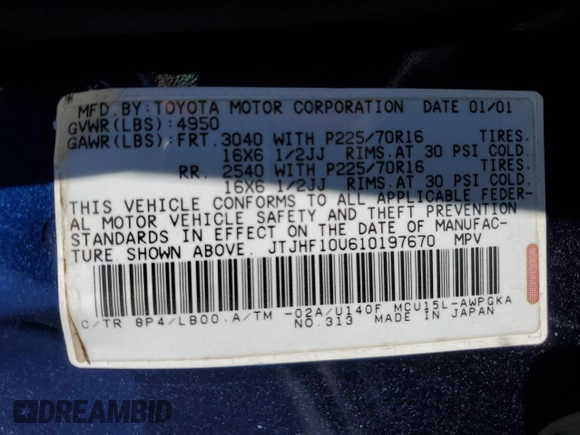 MFD.BY:TOYOTA MOTOR CORPORATION DATE 01/01
GVWR(LBS):4950
GAWR(LBS):FRT.3040 WITH P225/70R16 TIRES.
16X6 1/2JJ RIMS.AT 30 PSI COLD.
RR. 2540 WITH P225/70R16 TIRES.
16X6 1/2JJ RIMS.AT 30 PSI COLD.
THIS VEHICLE CONFORMS TO ALL APPLICABLE FEDER-
AL MOTOR VEHICLE SAFETY AND THEFT PREVENTION
STANDARDS IN EFFECT ON THE DATE OF MANUFAC-
TURE SHOWN ABOVE. JTJHF10U610197670 MPV
C/TR 8P4/LB00.A/TM -02A/U140F MCU15L-AWPGKA
NO.313 MADE IN JAPAN
DREAMBID